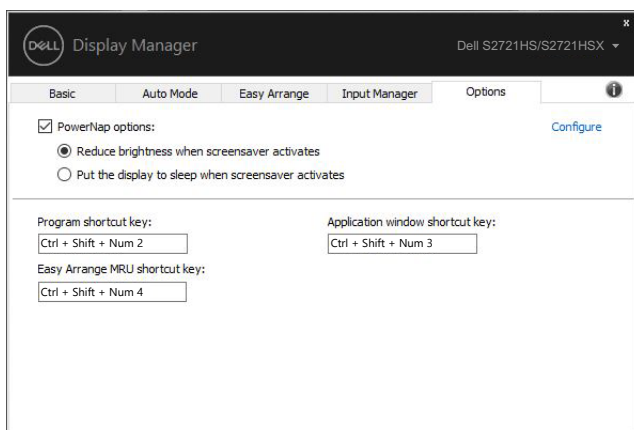 x
DELL Display Manager
Dell S2721HS/S2721HSX
Basic Auto Mode Easy Arrange Input Manager Options i
PowerNap options: Configure
Reduce brightness when screensaver activates
Put the display to sleep when screensaver activates
Program shortcut key: Application window shortcut key:
Ctrl + Shift + Num 2 Ctrl + Shift + Num 3
Easy Arrange MRU shortcut key:
Ctrl + Shift + Num 4